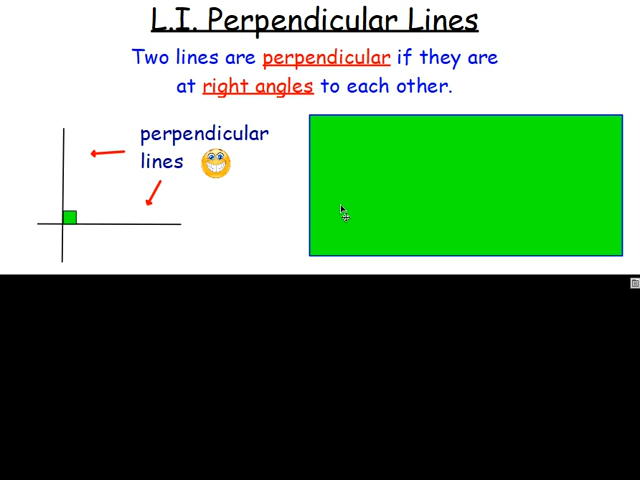 L.I. Perpendicular Lines
Two lines are perpendicular if they are
at right angles to each other.
perpendicular
lines